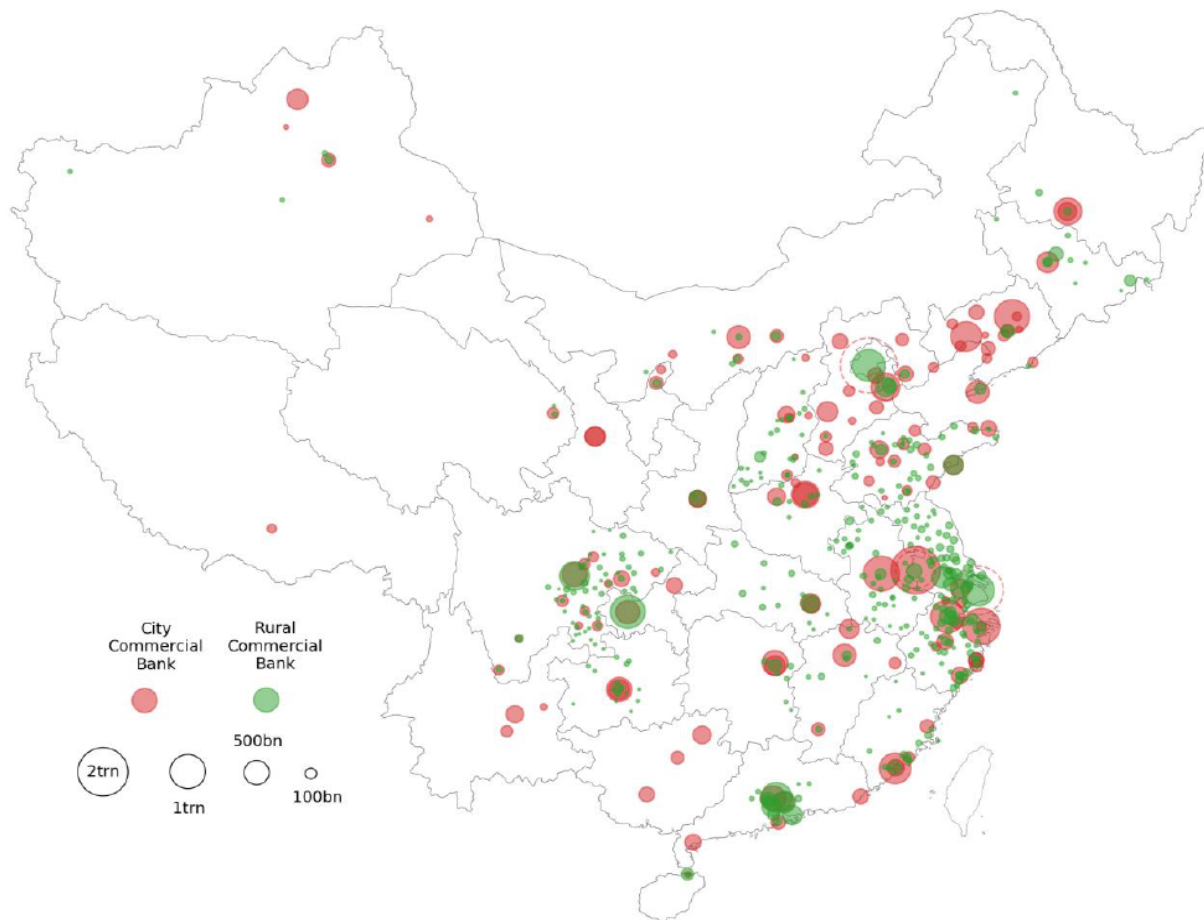 City
Commercial
Bank
Rural
Commercial
Bank
500bn
2trn
1trn
100bn